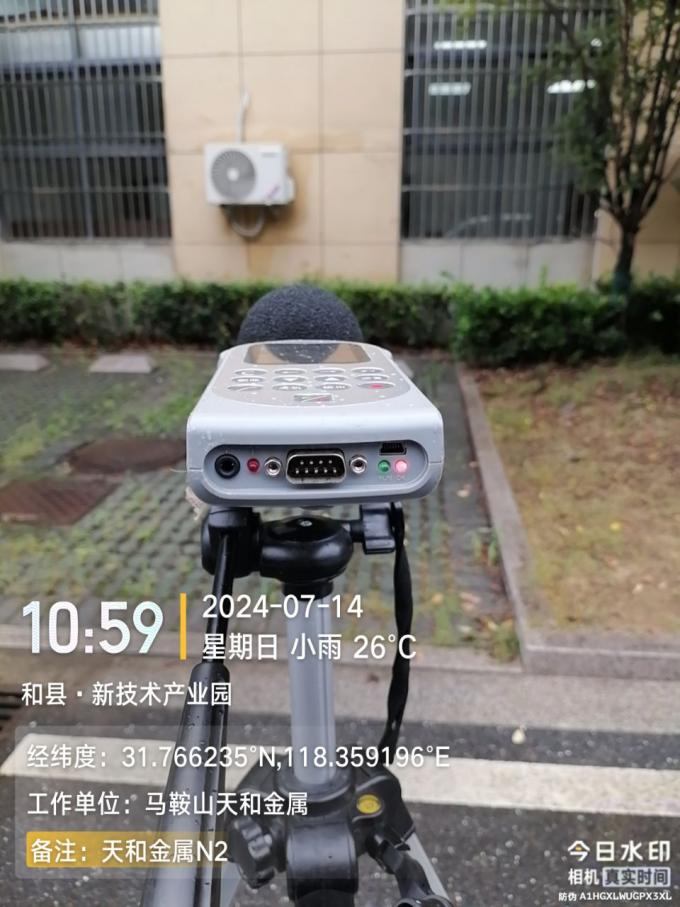 10:59
2024-07-14
星期日 小雨 26°C
和县·新技术产业园
经纬度：31.766235°N,118.359196°E
工作单位：马鞍山天和金属
备注：天和金属N2
今日水印
相机 真实时间
防伪 A1HGXLWUGPX3XL